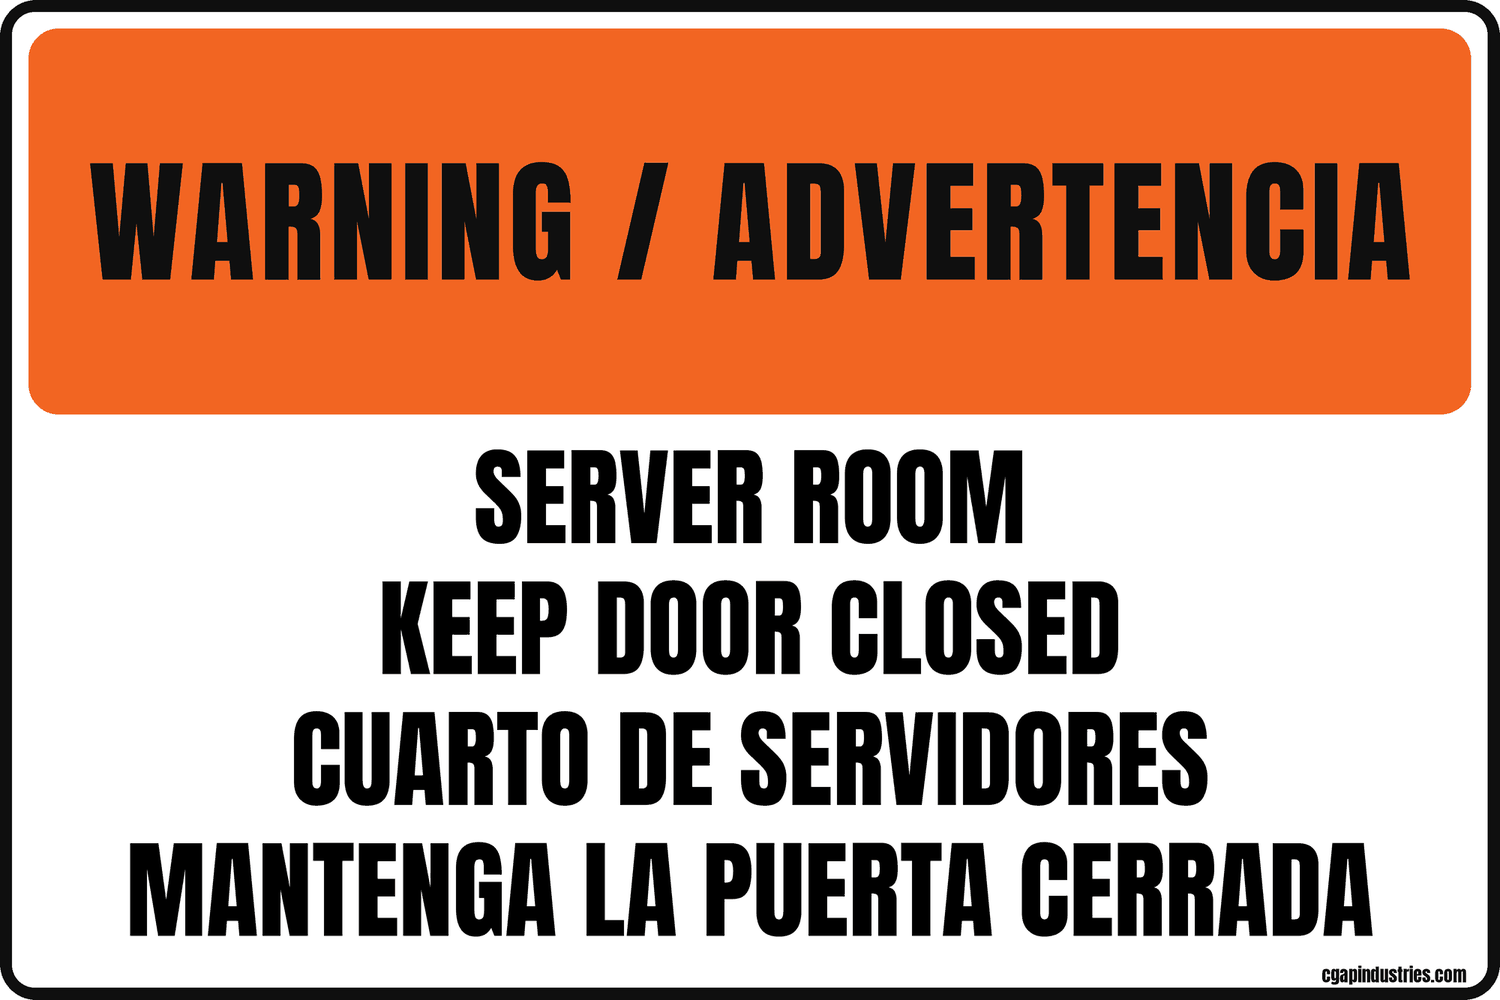 WARNING / ADVERTENCIA
SERVER ROOM
KEEP DOOR CLOSED
CUARTO DE SERVIDORES
MANTENGA LA PUERTA CERRADA
cgapindustries.com